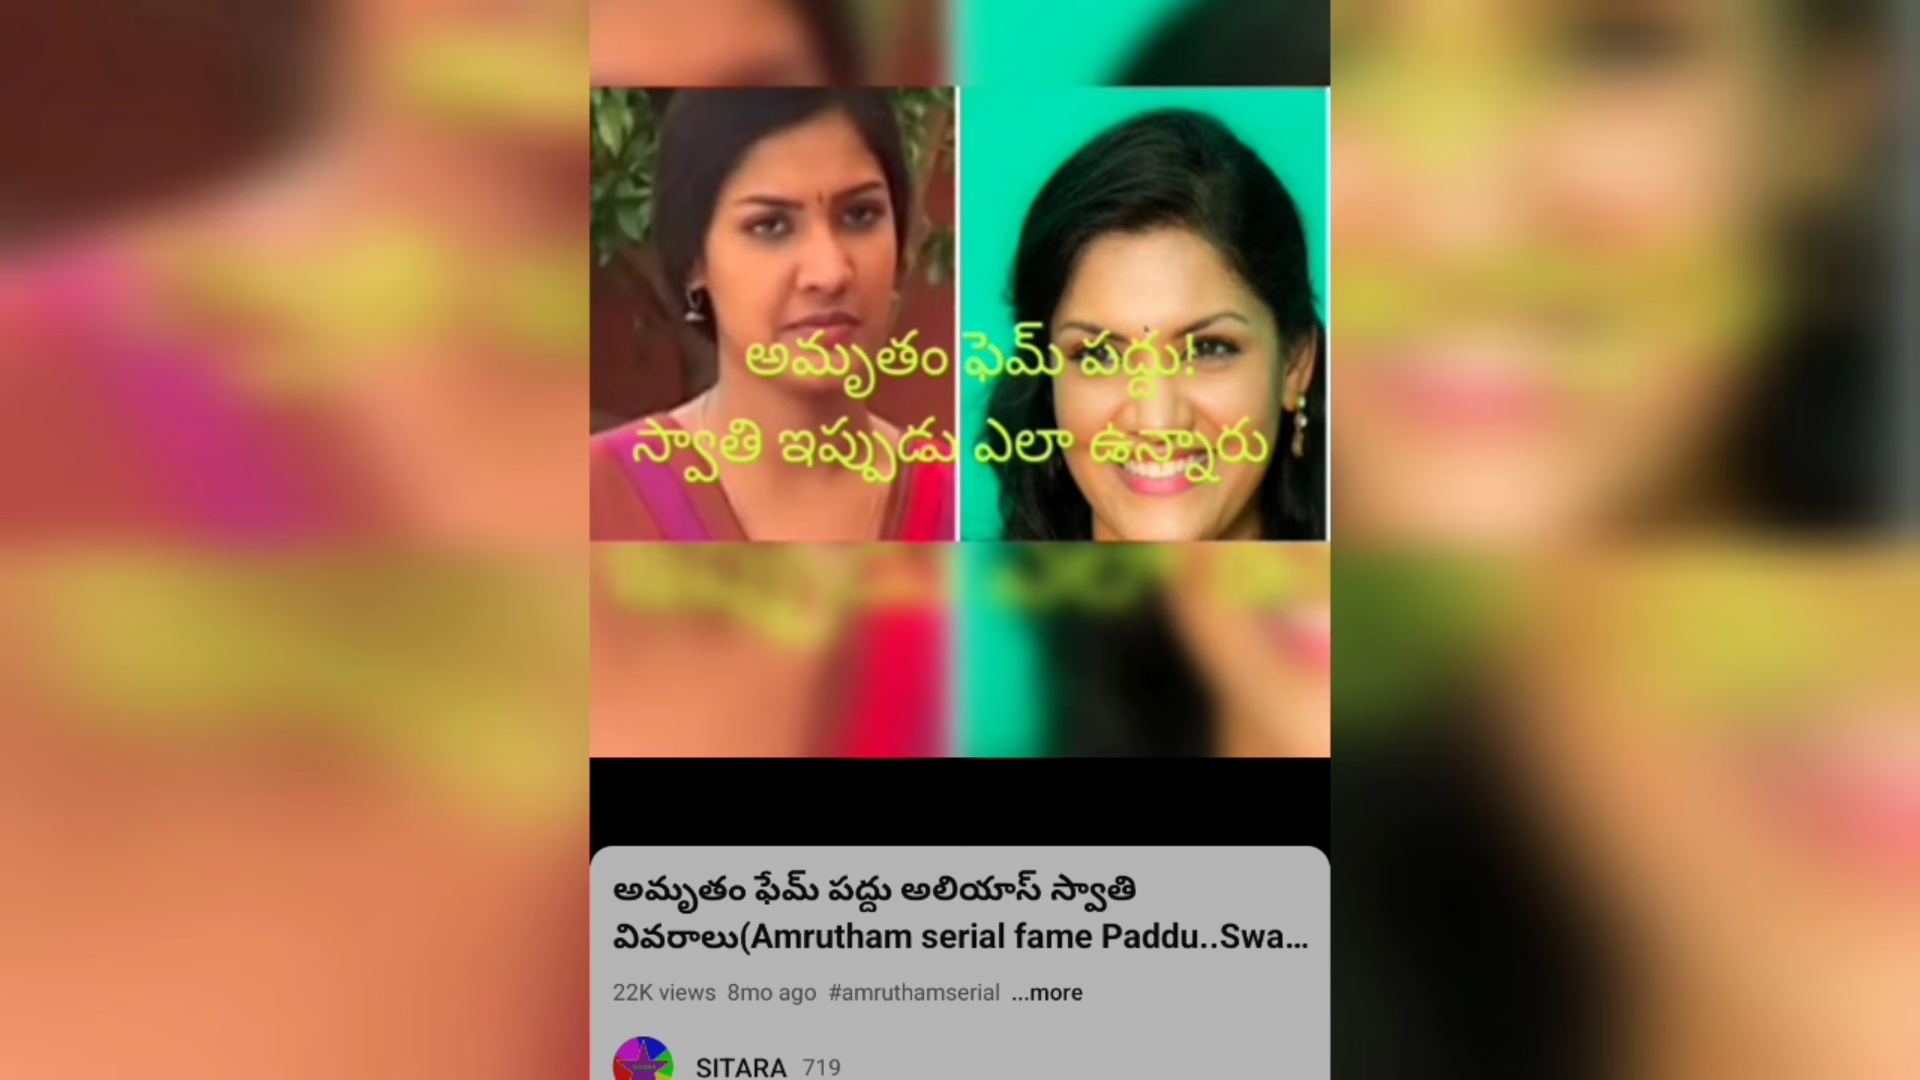 అమృతం ఫెమ్ పద్దు!
స్వాతి ఇప్పుడు ఎలా ఉన్నారు
అమృతం ఫేమ్ పద్దు అలియాస్ స్వాతి
వివరాలు(Amrutham serial fame Paddu..Swa...
22K views 8mo ago #amruthamserial ...more
SITARA 719